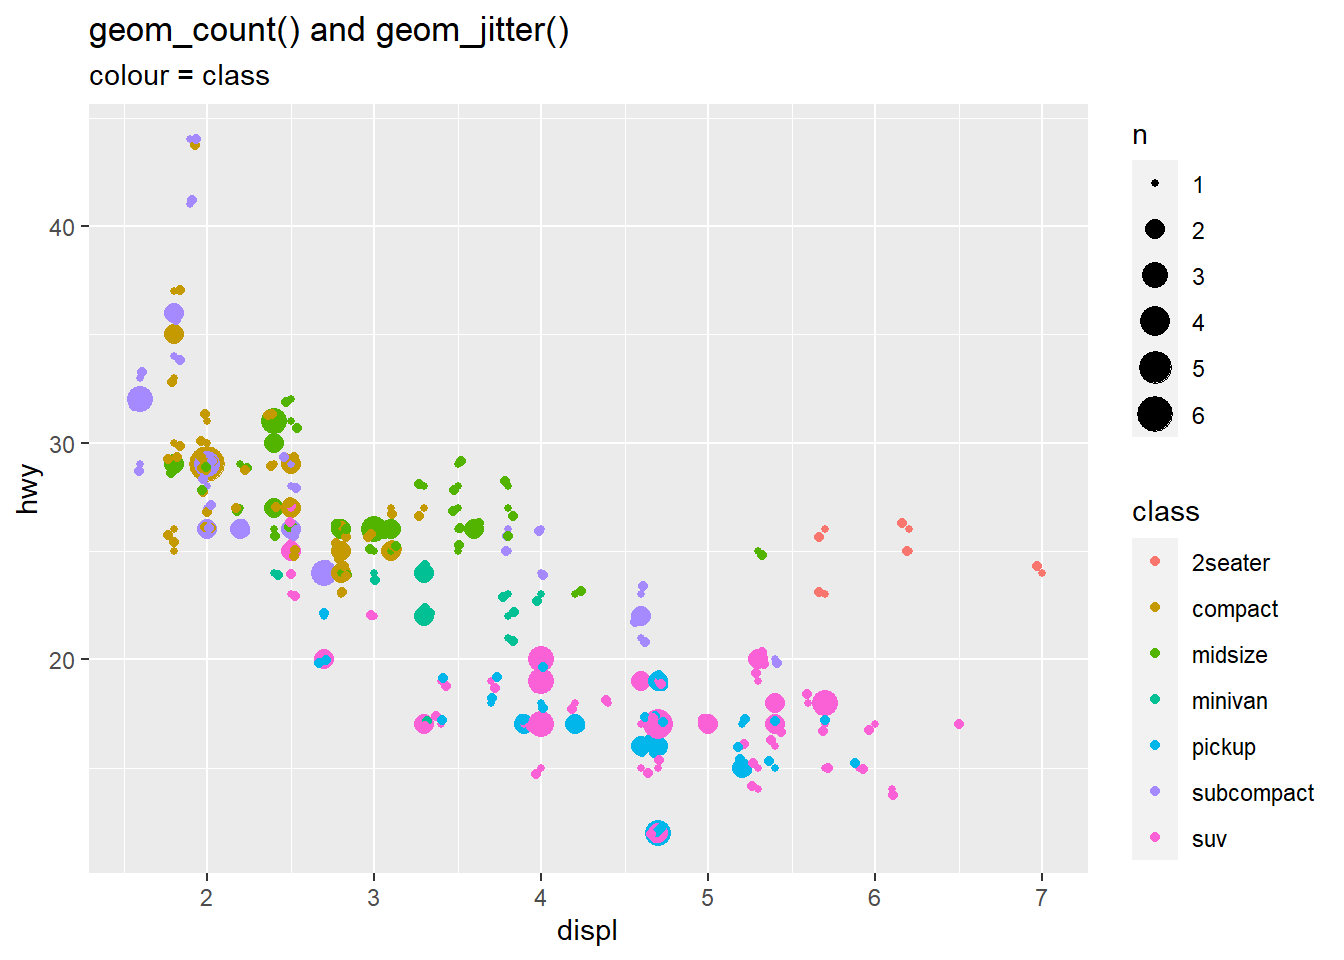 geom_count() and geom_jitter()
colour = class
hwy
40
30
20
2
3
4
5
6
7
displ
n
1
2
3
4
5
6
class
2seater
compact
midsize
minivan
pickup
subcompact
suv